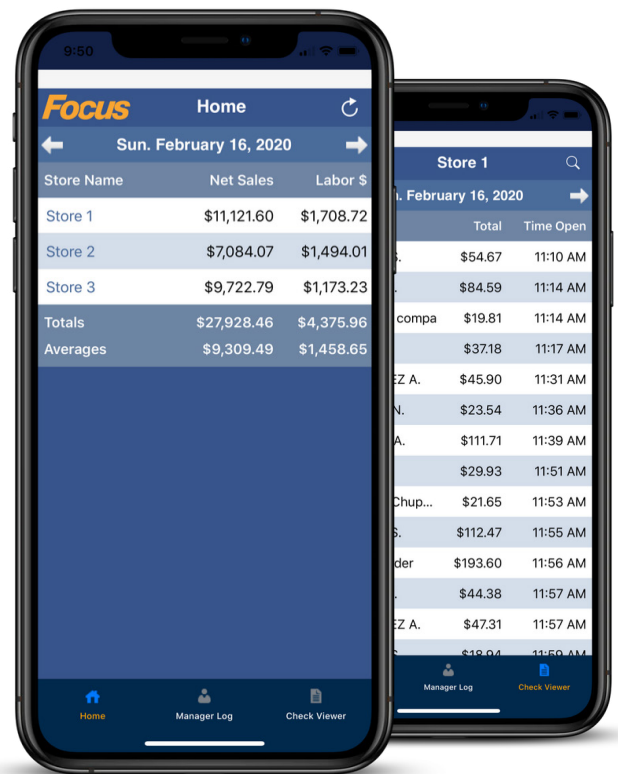 9:50
Focus Home
Sun. February 16, 2020
Store Name Net Sales Labor $
Store 1 $11,121.60 $1,708.72
Store 2 $7,084.07 $1,494.01
Store 3 $9,722.79 $1,173.23
Totals $27,928.46 $4,375.96
Averages $9,309.49 $1,458.65
Home Manager Log Check Viewer
Store 1
February 16, 2020
Total Time Open
$54.67 11:10 AM
$84.59 11:14 AM
compa $19.81 11:14 AM
$37.18 11:17 AM
EZ A. $45.90 11:31 AM
N. $23.54 11:36 AM
A. $111.71 11:39 AM
$29.93 11:51 AM
Chup... $21.65 11:53 AM
S. $112.47 11:55 AM
der $193.60 11:56 AM
$44.38 11:57 AM
EZ A. $47.31 11:57 AM
$18.94 11:59 AM
Manager Log Check Viewer